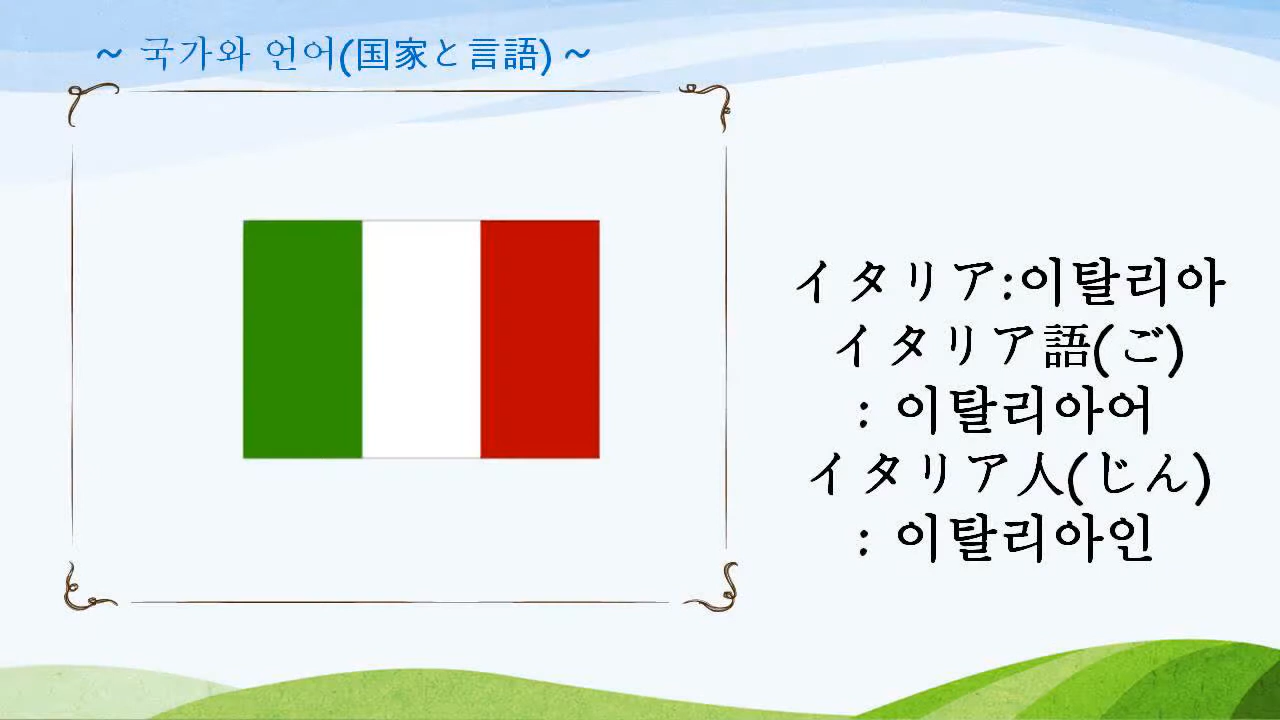 ~ 국가와 언어(国家と言語) ~
イタリア:이탈리아
イタリア語(ご)
: 이탈리아어
イタリア人(じん)
: 이탈리아인